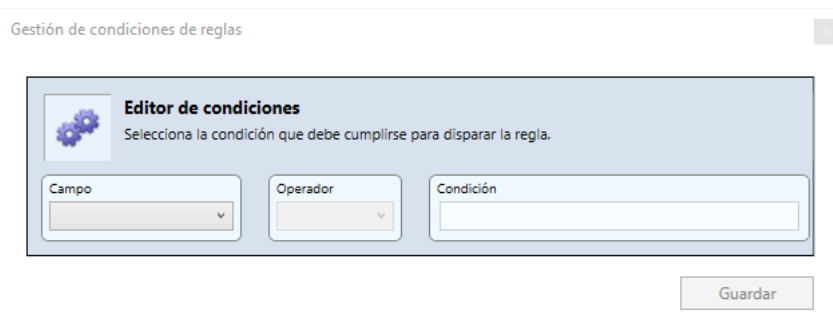 Gestión de condiciones de reglas
x
Editor de condiciones
Selecciona la condición que debe cumplirse para disparar la regla.
Campo
Operador
Condición
Guardar